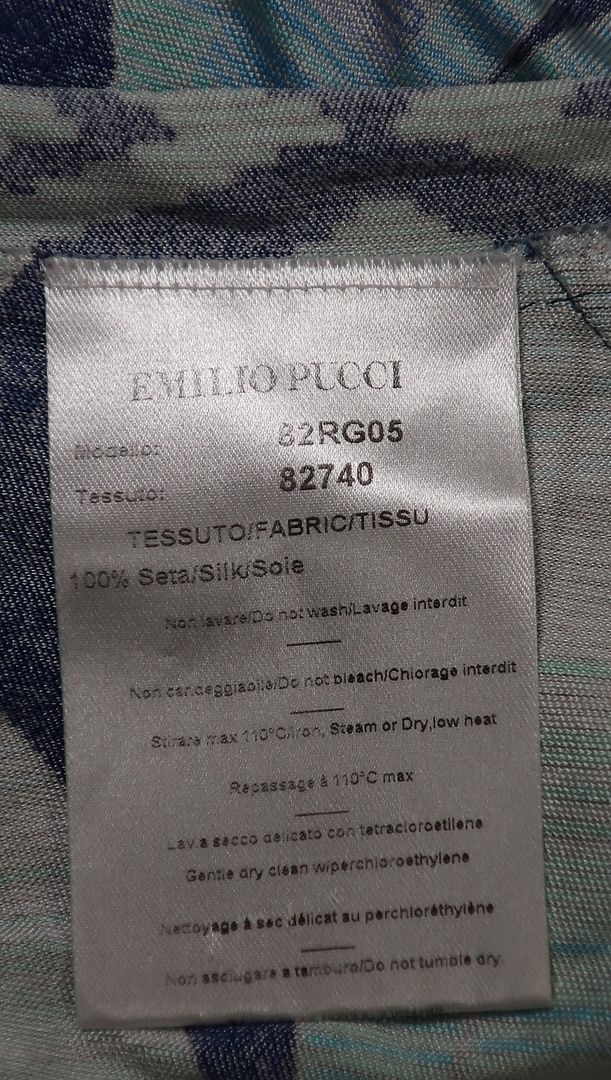 EMILIO PUCCI
Modello: 82RG05
Tessuto: 82740
TESSUTO/FABRIC/TISSU
100% Seta/Silk/Soie
Non lavare/Do not wash/Lavage interdit
Non candeggiabile/Do not bleach/Chlorage interdit
Stirare max 110°C/Iron, Steam or Dry,low heat
Repassage à 110°C max
Lav.a secco delicato con tetracloroetilene
Gentle dry clean w/perchloroethylene
Nettoyage à sec délicat au perchloréthylène
Non asciugare a tamburo/Do not tumble dry